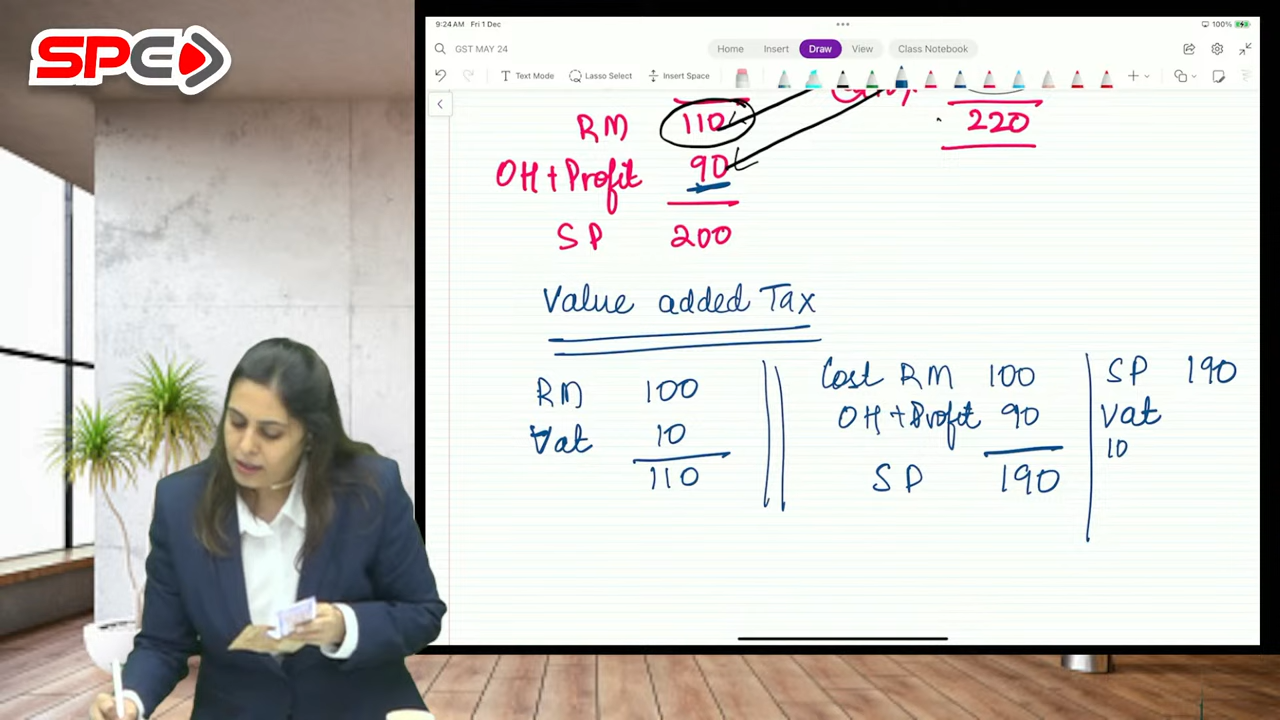 SPED
9:24 AM Fri 1 Dec
100%
GST MAY 24
Home Insert Draw View Class Notebook
Text Mode Lasso Select Insert Space
RM 110 220
OH + Profit 90
SP 200
Value added Tax
RM 100
Vat 10
110
Cost RM 100
OH + Profit 90
SP 190
SP 190
Vat
10